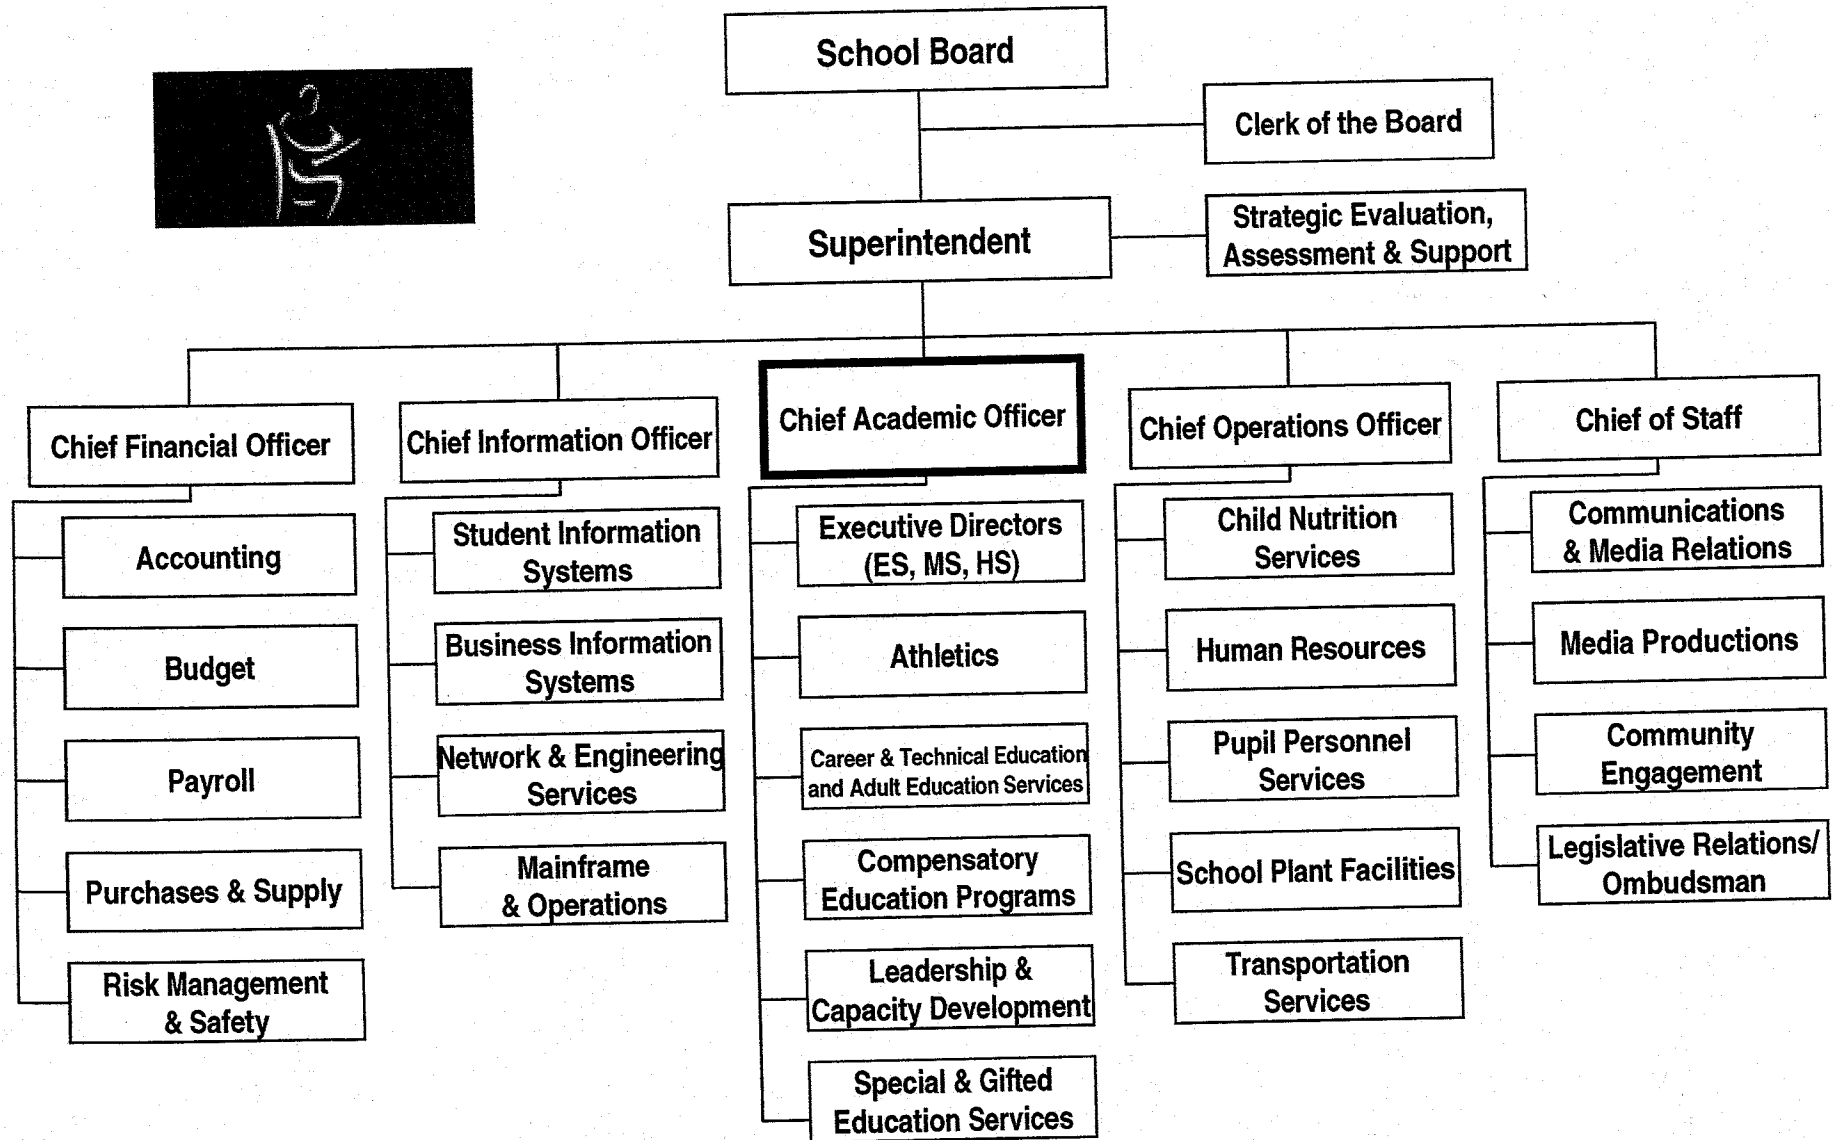 School Board
Clerk of the Board
Superintendent
Strategic Evaluation,
Assessment & Support
Chief Financial Officer
Accounting
Budget
Payroll
Purchases & Supply
Risk Management
& Safety
Chief Information Officer
Student Information
Systems
Business Information
Systems
Network & Engineering
Services
Mainframe
& Operations
Chief Academic Officer
Executive Directors
(ES, MS, HS)
Athletics
Career & Technical Education
and Adult Education Services
Compensatory
Education Programs
Leadership &
Capacity Development
Special & Gifted
Education Services
Chief Operations Officer
Child Nutrition
Services
Human Resources
Pupil Personnel
Services
School Plant Facilities
Transportation
Services
Chief of Staff
Communications
& Media Relations
Media Productions
Community
Engagement
Legislative Relations/
Ombudsman